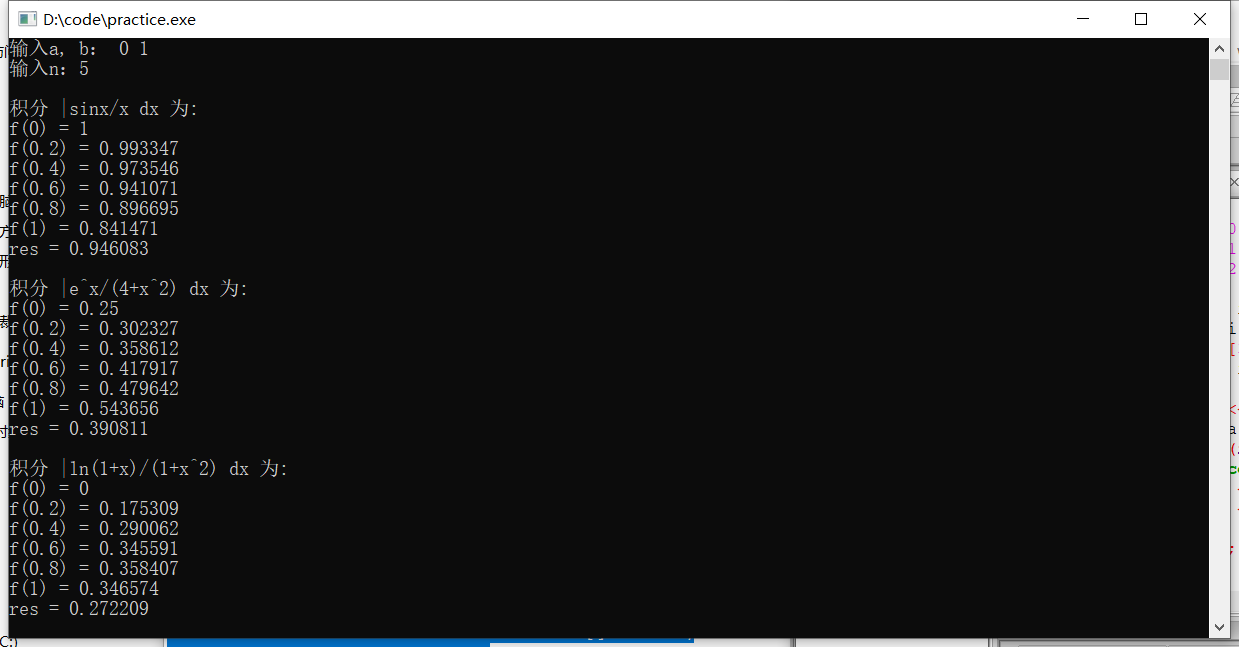 D:\code\practice.exe
输入a, b： 0 1
输入n：5
积分 |sinx/x dx 为:
f(0) = 1
f(0.2) = 0.993347
f(0.4) = 0.973546
f(0.6) = 0.941071
f(0.8) = 0.896695
f(1) = 0.841471
res = 0.946083
积分 |e^x/(4+x^2) dx 为:
f(0) = 0.25
f(0.2) = 0.302327
f(0.4) = 0.358612
f(0.6) = 0.417917
f(0.8) = 0.479642
f(1) = 0.543656
res = 0.390811
积分 |ln(1+x)/(1+x^2) dx 为:
f(0) = 0
f(0.2) = 0.175309
f(0.4) = 0.290062
f(0.6) = 0.345591
f(0.8) = 0.358407
f(1) = 0.346574
res = 0.272209